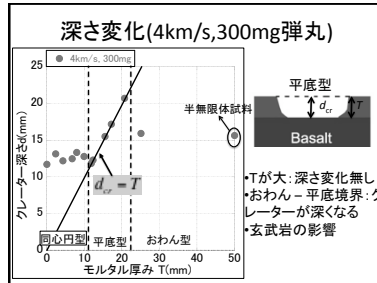 深さ変化(4km/s,300mg弾丸)
4km/s, 300mg
クレーター深さd(mm)
25
20
15
10
5
0
d_cr = T
半無限体試料
同心円型
平底型
おわん型
0
10
20
30
40
50
モルタル厚み T(mm)
平底型
d_cr
T
Basalt
•Tが大:深さ変化無し
•おわん – 平底境界:ク
レーターが深くなる
•玄武岩の影響